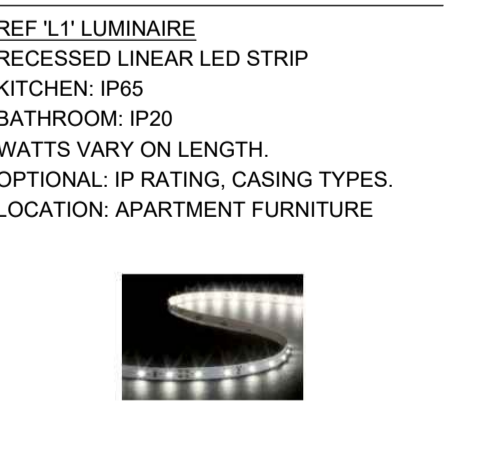 REF 'L1' LUMINAIRE
RECESSED LINEAR LED STRIP
KITCHEN: IP65
BATHROOM: IP20
WATTS VARY ON LENGTH.
OPTIONAL: IP RATING, CASING TYPES.
LOCATION: APARTMENT FURNITURE